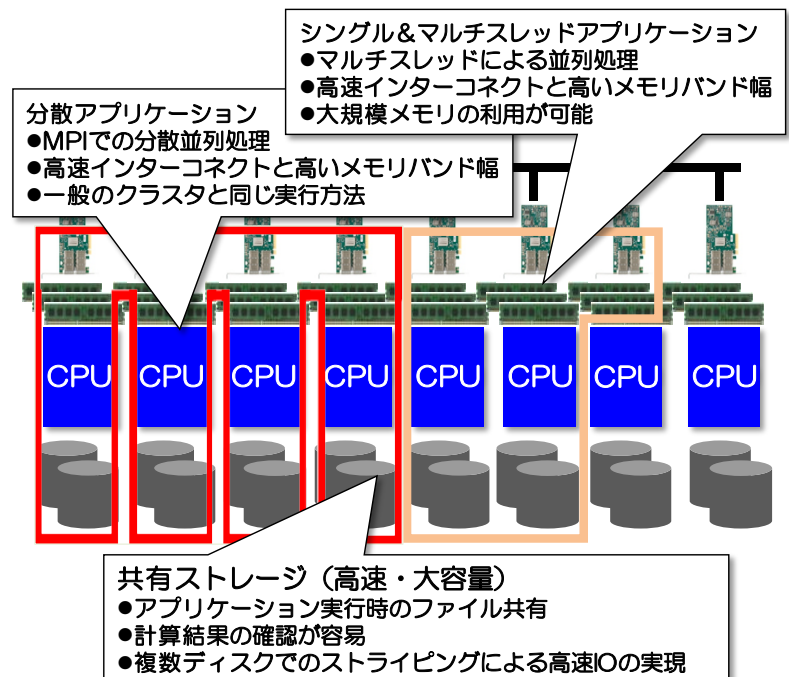 シングル＆マルチスレッドアプリケーション
●マルチスレッドによる並列処理
●高速インターコネクトと高いメモリバンド幅
●大規模メモリの利用が可能
分散アプリケーション
●MPIでの分散並列処理
●高速インターコネクトと高いメモリバンド幅
●一般のクラスタと同じ実行方法
CPU CPU CPU CPU CPU CPU CPU CPU
共有ストレージ（高速・大容量）
●アプリケーション実行時のファイル共有
●計算結果の確認が容易
●複数ディスクでのストライピングによる高速IOの実現